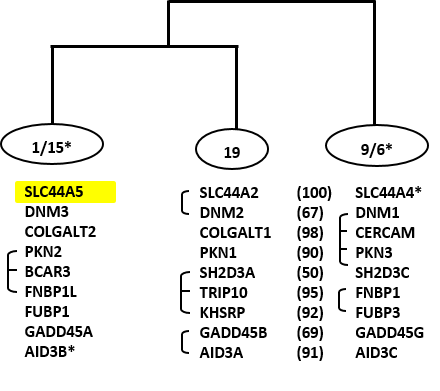 1/15* 19 9/6*
SLC44A5 SLC44A2 (100) SLC44A4*
DNM3 DNM2 (67) DNM1
COLGALT2 COLGALT1 (98) CERCAM
PKN2 PKN1 (90) PKN3
BCAR3 SH2D3A (50) SH2D3C
FNBP1L TRIP10 (95) FNBP1
FUBP1 KHSRP (92) FUBP3
GADD45A GADD45B (69) GADD45G
AID3B* AID3A (91) AID3C